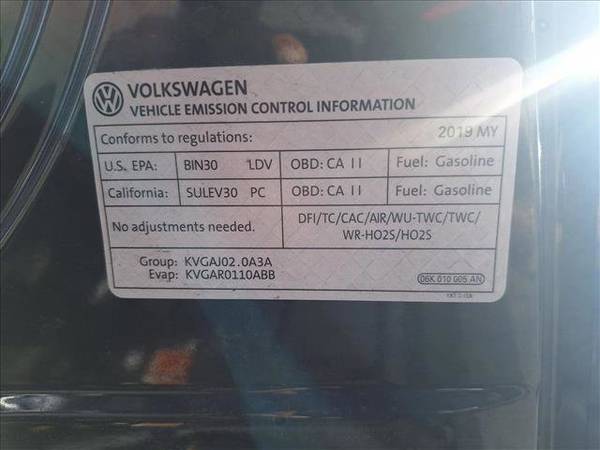 VOLKSWAGEN
VEHICLE EMISSION CONTROL INFORMATION
Conforms to regulations: 2019 MY
U.S. EPA: BIN30 LDV OBD: CA II Fuel: Gasoline
California: SULEV30 PC OBD: CA II Fuel: Gasoline
No adjustments needed. DFI/TC/CAC/AIR/WU-TWC/TWC/
WR-HO2S/HO2S
Group: KVGAJ02.0A3A
Evap: KVGAR0110ABB
06K 010 005 AN